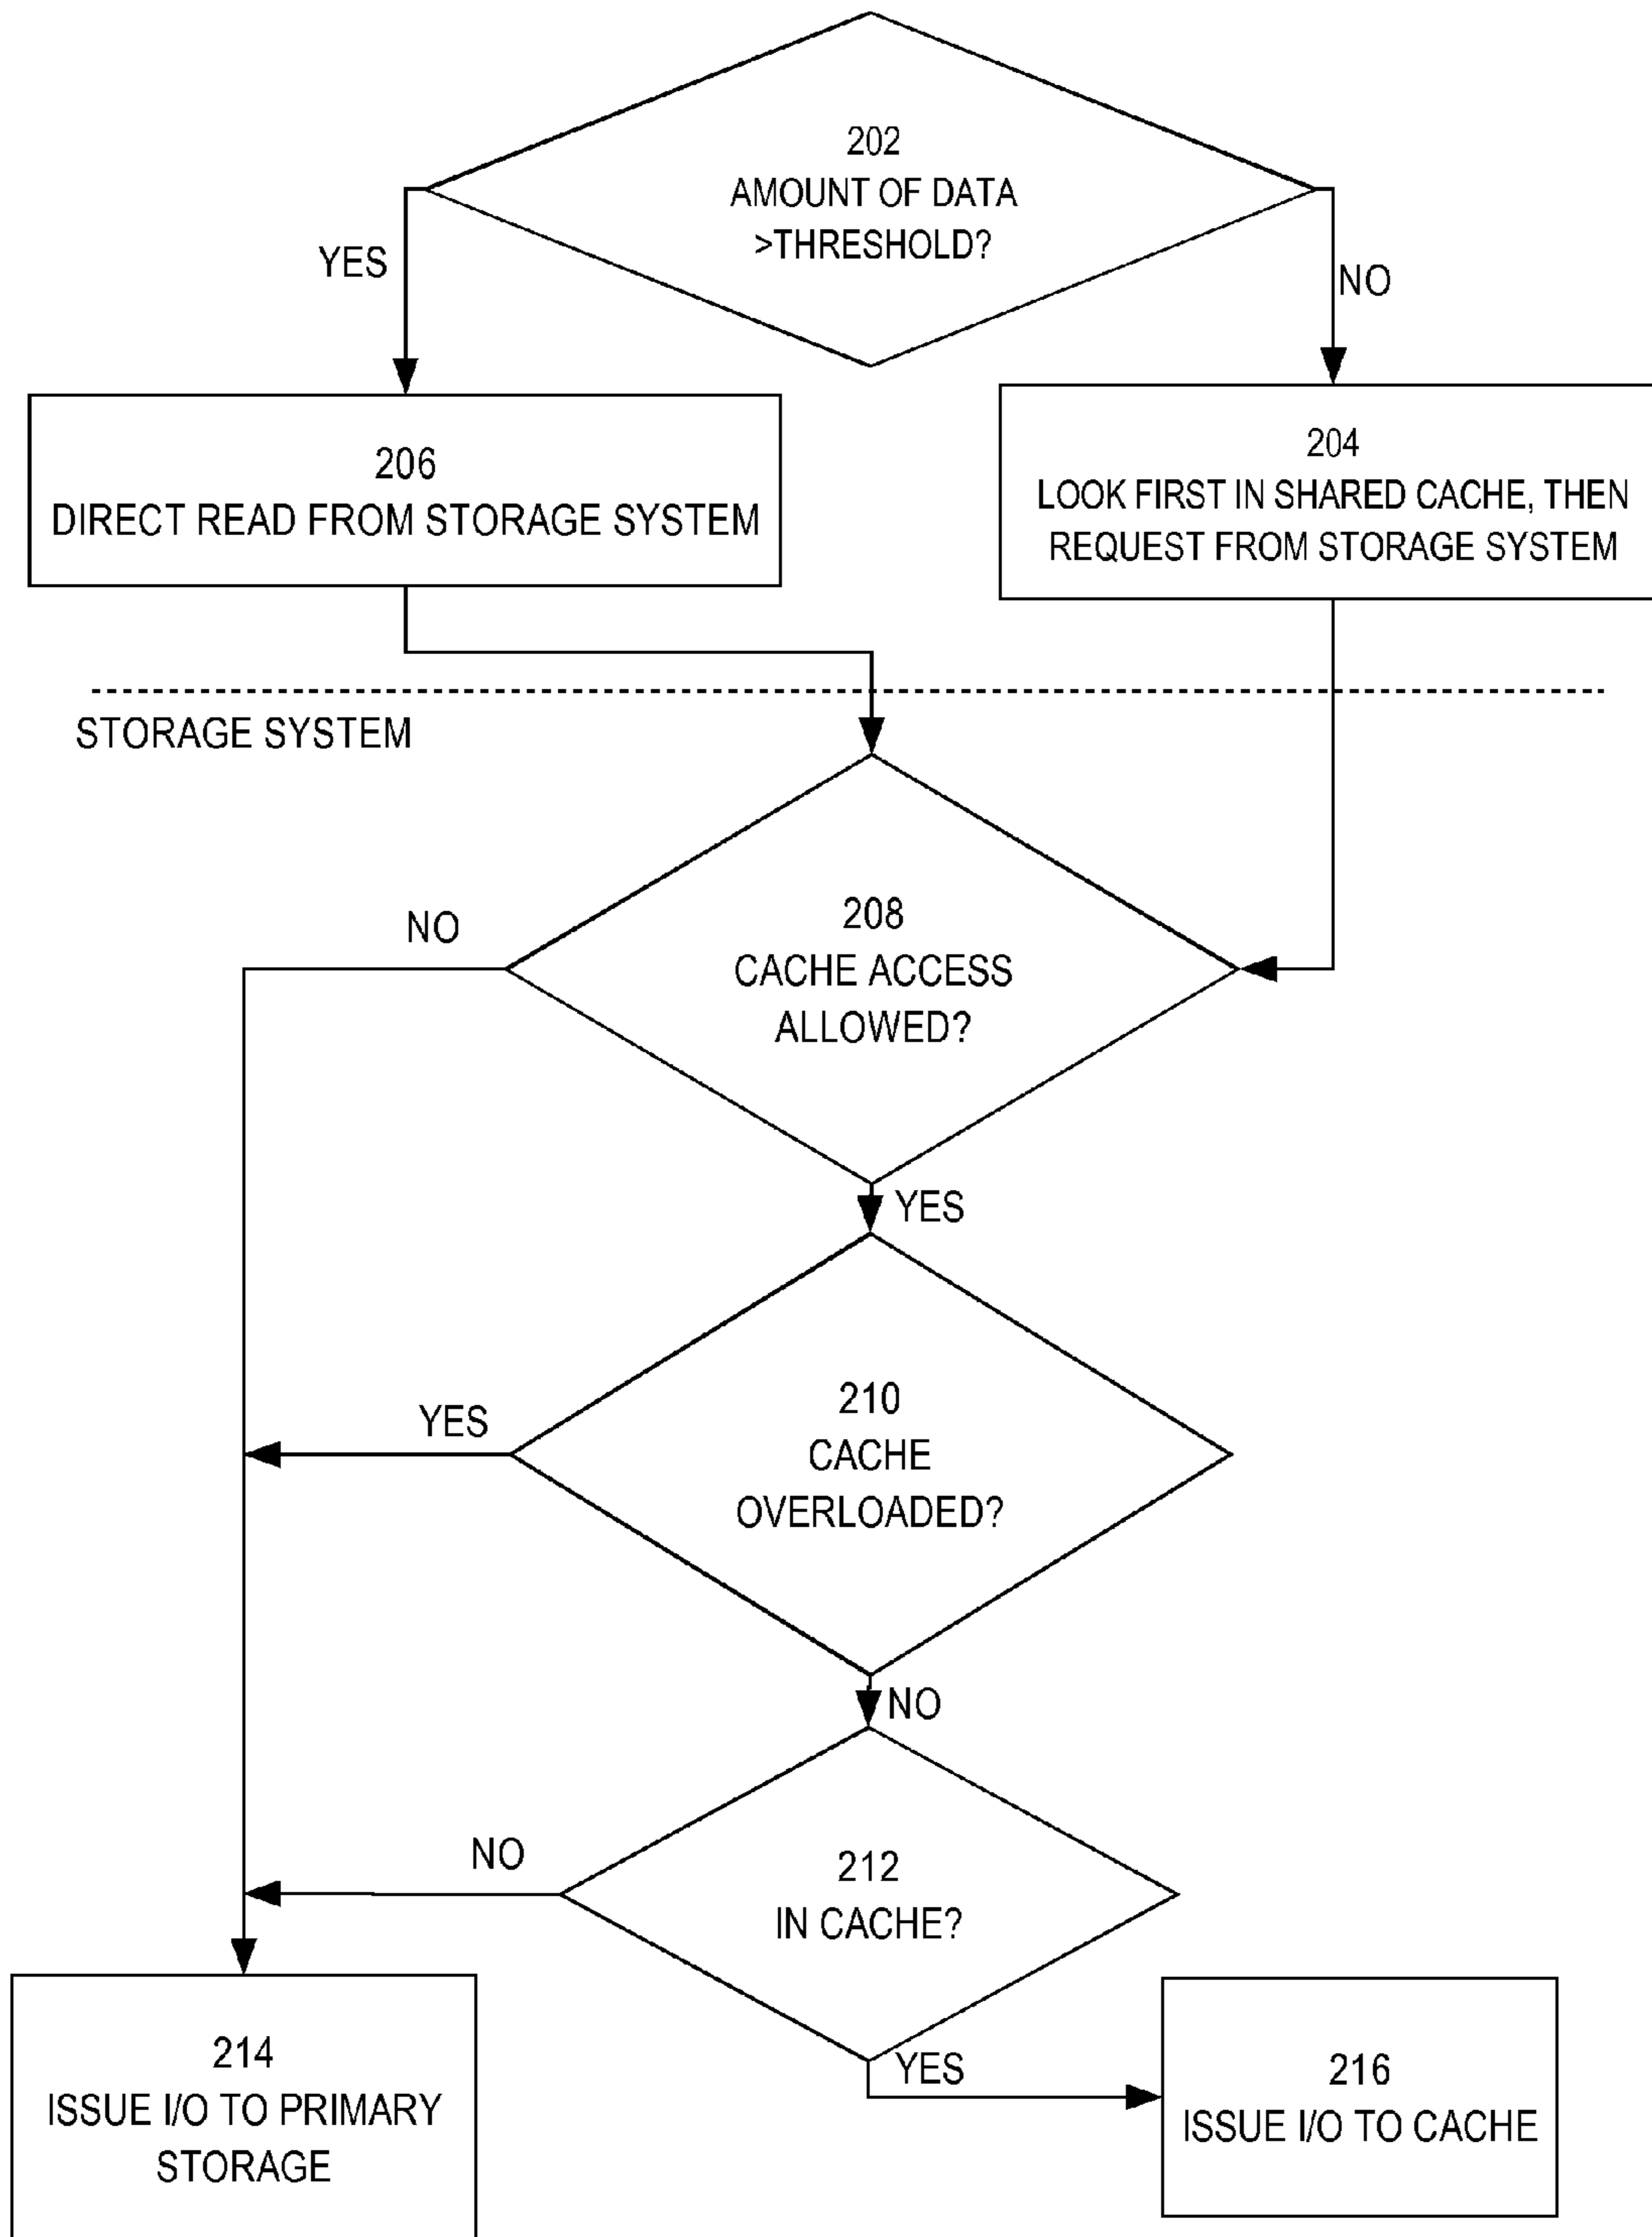 202
AMOUNT OF DATA
>THRESHOLD?
YES
NO
206
DIRECT READ FROM STORAGE SYSTEM
204
LOOK FIRST IN SHARED CACHE, THEN
REQUEST FROM STORAGE SYSTEM
STORAGE SYSTEM
NO
208
CACHE ACCESS
ALLOWED?
YES
YES
210
CACHE
OVERLOADED?
NO
NO
212
IN CACHE?
YES
214
ISSUE I/O TO PRIMARY
STORAGE
216
ISSUE I/O TO CACHE